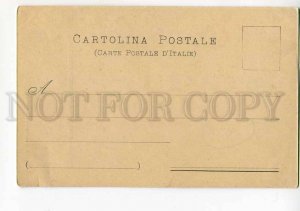 CARTOLINA POSTALE
(CARTE POSTALE D'ITALIE)
A
NOT FOR COPY